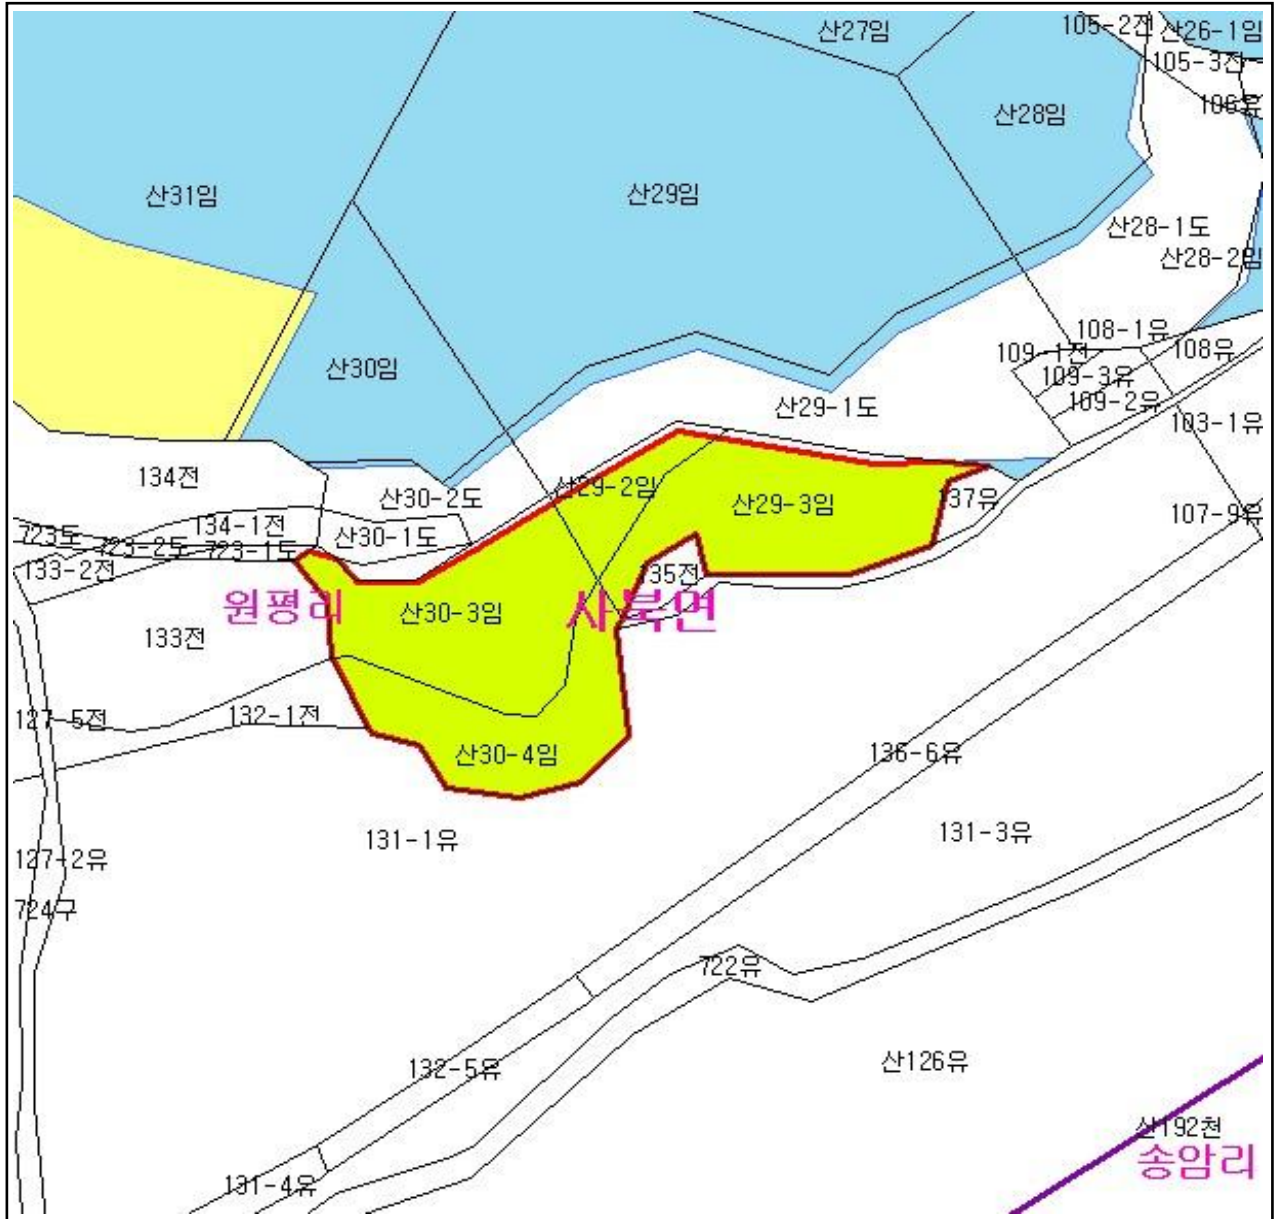 산27임
105-2전
산26-1임
105-3전
106유
산28임
산31임
산29임
산28-1도
산28-2임
108-1유
109-1전
108유
산30임
109-3유
109-2유
산29-1도
103-1유
134전
산30-2도
산29-2임
산29-3임
137유
107-9유
134-1전
723도
산30-1도
723-2도
723-1도
133-2전
135전
원평리
산30-3임
사북면
133전
127-5전
132-1전
산30-4임
136-6유
131-1유
131-3유
127-2유
724구
722유
132-5유
산126유
산192천
송암리
131-4유